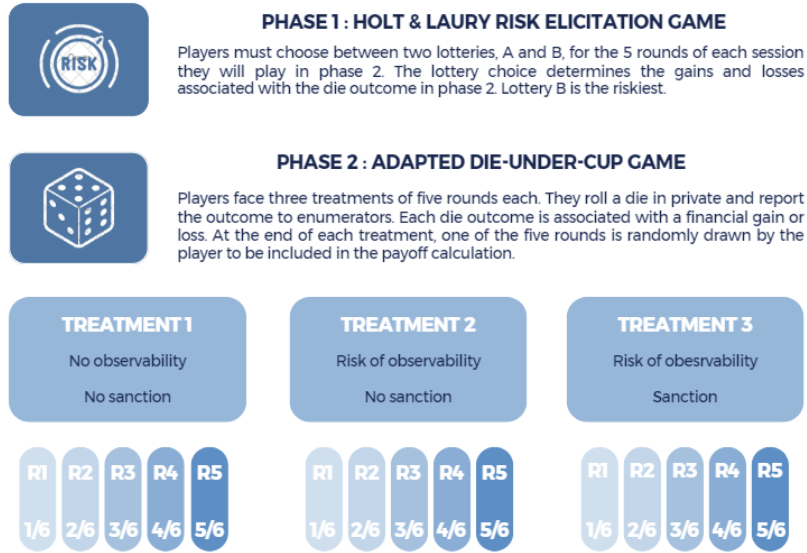 RISK
PHASE 1 : HOLT & LAURY RISK ELICITATION GAME
Players must choose between two lotteries, A and B, for the 5 rounds of each session
they will play in phase 2. The lottery choice determines the gains and losses
associated with the die outcome in phase 2. Lottery B is the riskiest.
PHASE 2 : ADAPTED DIE-UNDER-CUP GAME
Players face three treatments of five rounds each. They roll a die in private and report
the outcome to enumerators. Each die outcome is associated with a financial gain or
loss. At the end of each treatment, one of the five rounds is randomly drawn by the
player to be included in the payoff calculation.
TREATMENT 1
No observability
No sanction
TREATMENT 2
Risk of observability
No sanction
TREATMENT 3
Risk of obesrvability
Sanction
R1 R2 R3 R4 R5
1/6 2/6 3/6 4/6 5/6
R1 R2 R3 R4 R5
1/6 2/6 3/6 4/6 5/6
R1 R2 R3 R4 R5
1/6 2/6 3/6 4/6 5/6